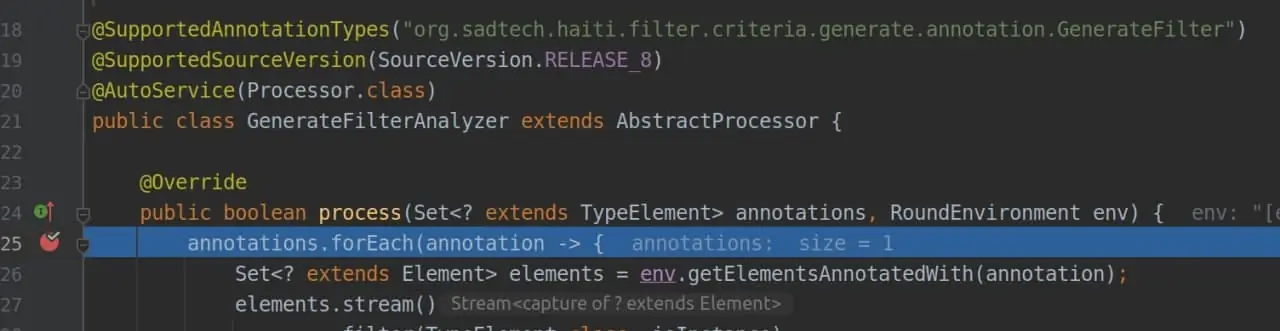 18 @SupportedAnnotationTypes("org.sadtech.haiti.filter.criteria.generate.annotation.GenerateFilter")
19 @SupportedSourceVersion(SourceVersion.RELEASE_8)
20 @AutoService(Processor.class)
21 public class GenerateFilterAnalyzer extends AbstractProcessor {
22
23 @Override
24 public boolean process(Set<? extends TypeElement> annotations, RoundEnvironment env) { env: "[e
25 annotations.forEach(annotation -> { annotations: size = 1
26 Set<? extends Element> elements = env.getElementsAnnotatedWith(annotation);
27 elements.stream() Stream<capture of ? extends Element>